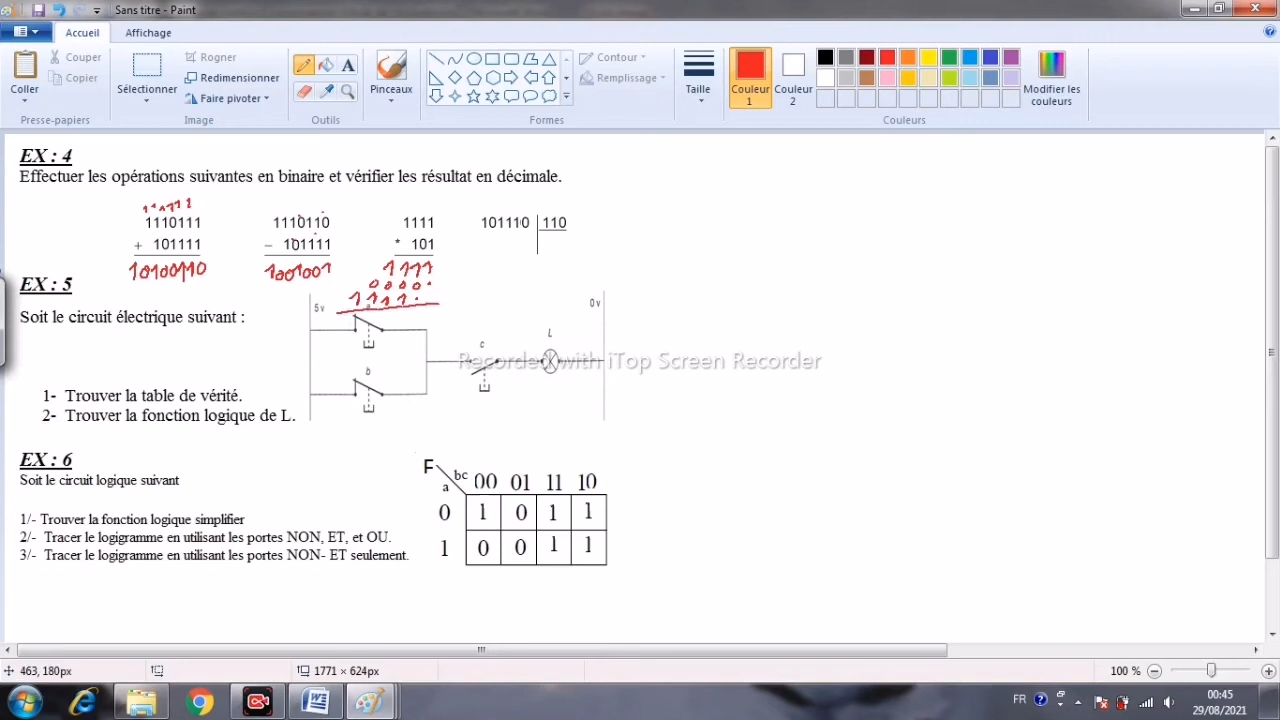 Sans titre - Paint
Accueil Affichage
Coller
Couper
Copier
Presse-papiers
Sélectionner
Rogner
Redimensionner
Faire pivoter
Image
A
Outils
Pinceaux
Contour
Remplissage
Formes
Taille
Couleur 1
Couleur 2
Modifier les couleurs
Couleurs
EX : 4
Effectuer les opérations suivantes en binaire et vérifier les résultat en décimale.
1110111 1110110 1111 101110 110
+ 101111 − 101111 * 101
10100110 1001001 1111
0000.
1111.
EX : 5
Soit le circuit électrique suivant :
5v 0v
a
b
c
L
Recorded with iTop Screen Recorder
1- Trouver la table de vérité.
2- Trouver la fonction logique de L.
EX : 6
Soit le circuit logique suivant
1/- Trouver la fonction logique simplifier
2/- Tracer le logigramme en utilisant les portes NON, ET, et OU.
3/- Tracer le logigramme en utilisant les portes NON- ET seulement.
F bc 00 01 11 10
a
0 1 0 1 1
1 0 0 1 1
463, 180px 1771 × 624px 100 %
FR 00:45
29/08/2021